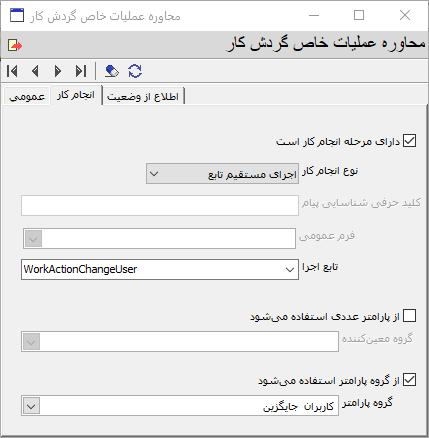 محاوره عملیات خاص گردش کار
محاوره عملیات خاص گردش کار
عمومی انجام کار اطلاع از وضعیت
دارای مرحله انجام کار است
نوع انجام کار اجرای مستقیم تابع
کلید حرفی شناسایی پیام
فرم عمومی
تابع اجرا WorkActionChangeUser
از پارامتر عددی استفاده می‌شود
گروه معین‌کننده
از گروه پارامتر استفاده می‌شود
گروه پارامتر کاربران جایگزین